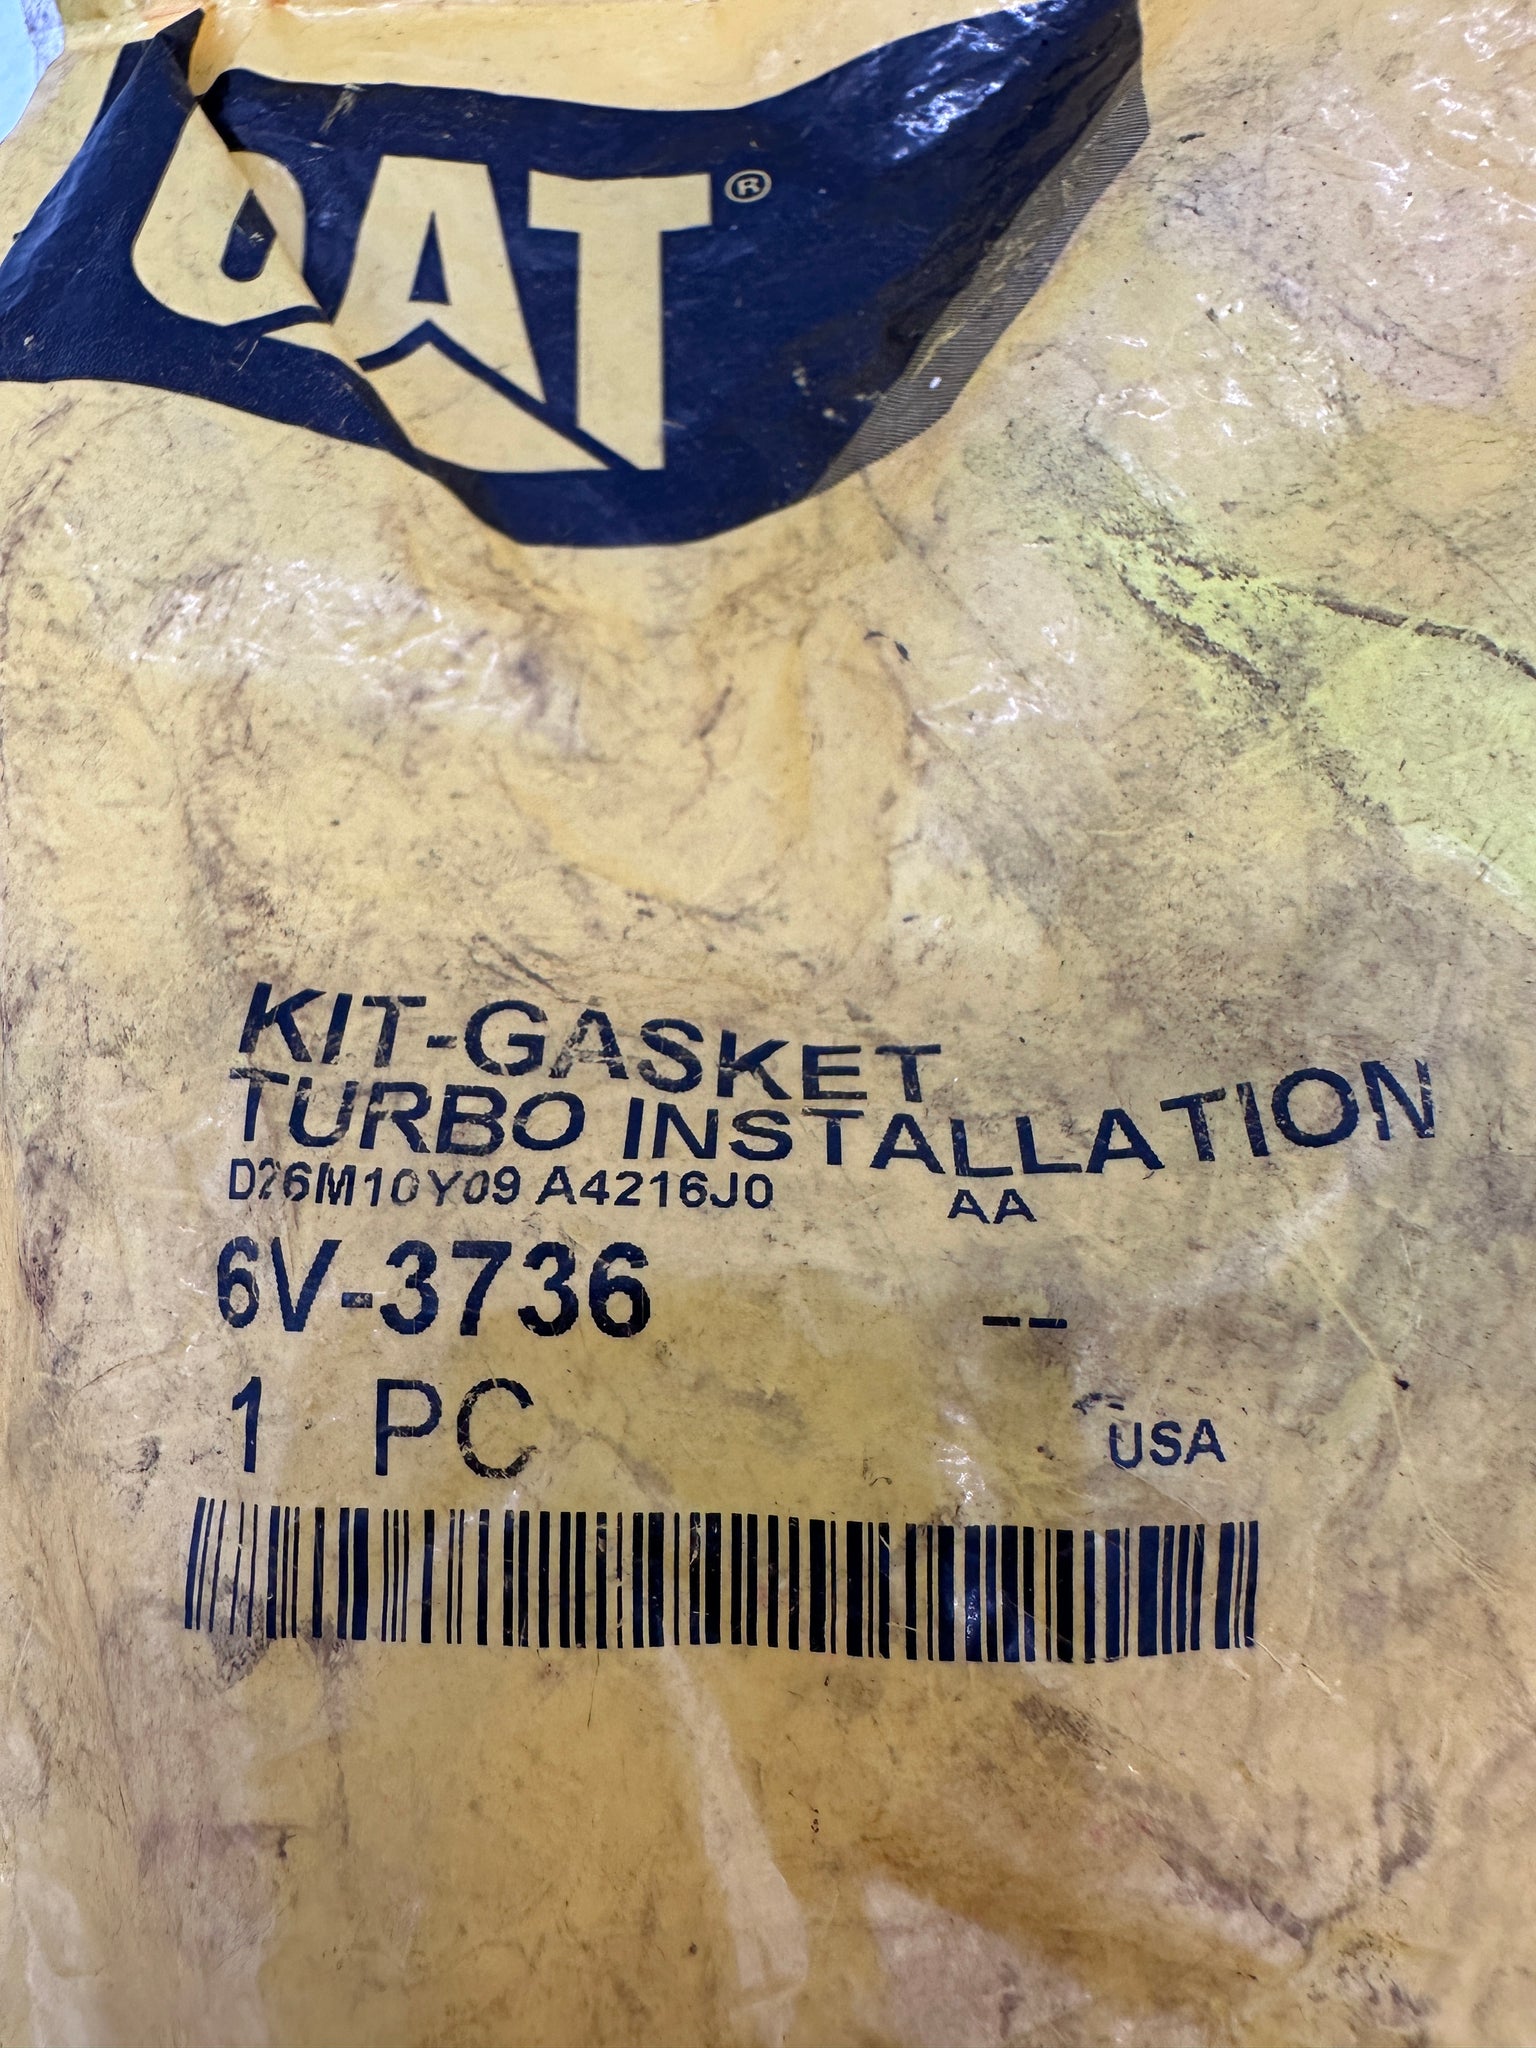 CAT®
KIT-GASKET
TURBO INSTALLATION
D26M10Y09 A4216J0 AA
6V-3736 --
1 PC USA